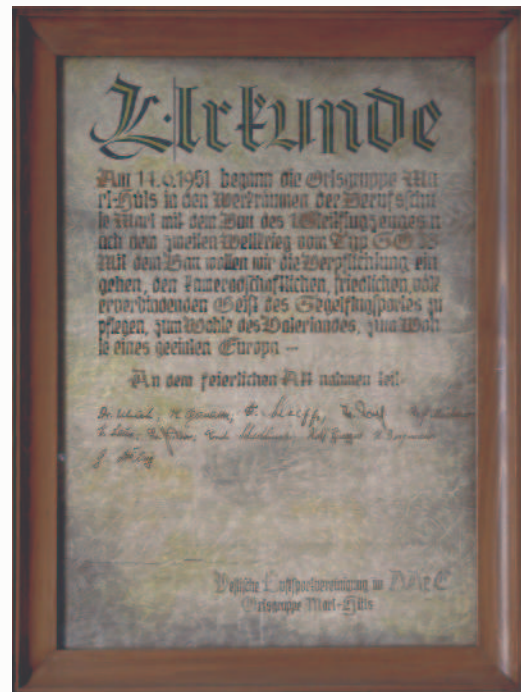 Urkunde
Am 14.6.1951 begann die Ortsgruppe Ma
rl-Hüls in den Werkräumen der Berufsschu
le Marl mit dem Bau des 1.Gleitflugzeuges n
ach dem zweiten Weltkrieg vom Typ SG 38
Mit dem Bau wollen wir die Verpflichtung ein
gehen, den kameradschaftlichen, friedlichen, völk
erverbindenden Geist des Segelflugsportes zu
pflegen, zum Wohle des Vaterlandes, zum Woh
le eines geeinten Europa —
An dem feierlichen Akt nahmen teil:
Vestische Luftsportvereinigung im DAeC
Ortsgruppe Marl-Hüls